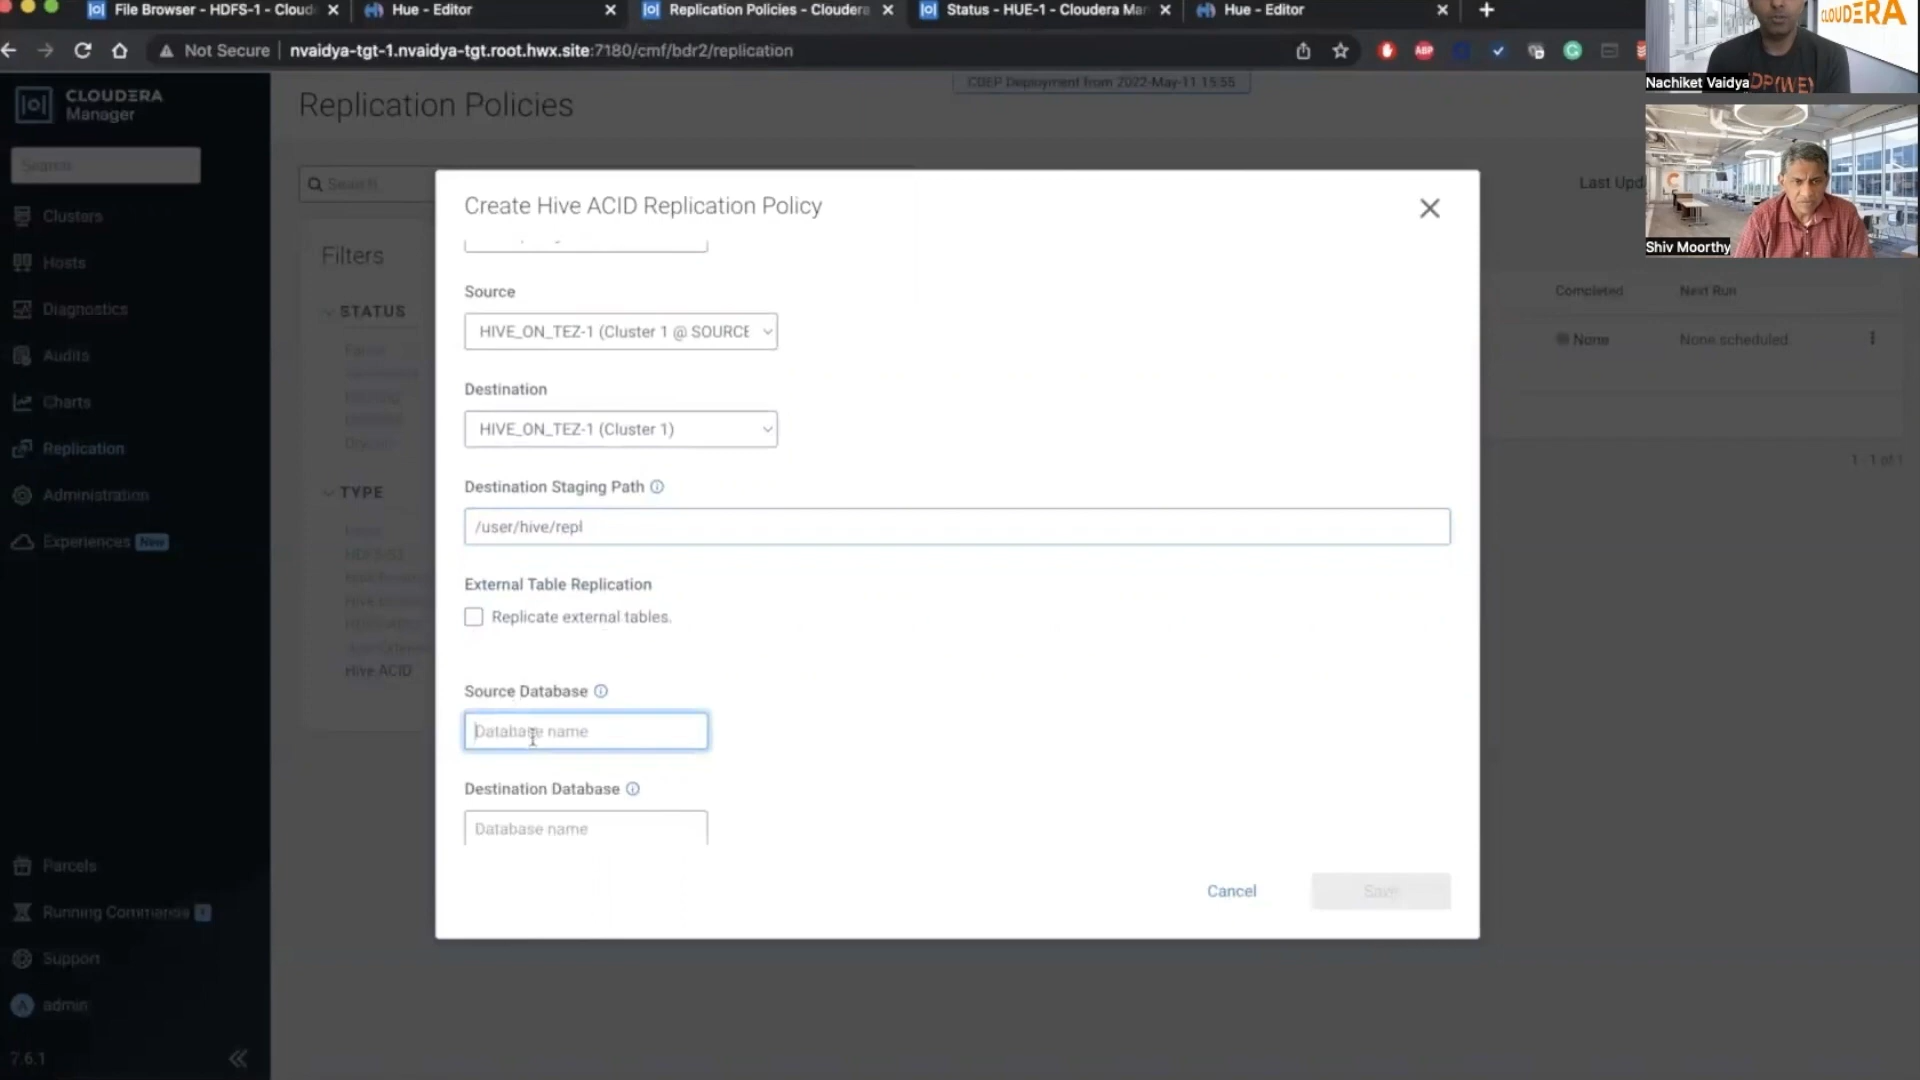 File Browser - HDFS-1 - Cloud
Hue - Editor
Replication Policies - Cloudera
Status - HUE-1 - Cloudera Man
Hue - Editor
Not Secure
nvaidya-tgt-1.nvaidya-tgt.root.hwx.site:7180/cmf/bdr2/replication
ABP
CLOUDERA
Nachiket Vaidya
Shiv Moorthy
CLOUDERA
Manager
Search
Clusters
Hosts
Diagnostics
Audits
Charts
Replication
Administration
Experiences New
Parcels
Running Commands 1
Support
A admin
7.6.1
CDEP Deployment from 2022-May-11 15:55
Replication Policies
Search
Last Upd
Filters
STATUS
TYPE
Hive ACID
Completed
Next Run
None
None scheduled
1 - 1 of 1
Create Hive ACID Replication Policy
Source
HIVE_ON_TEZ-1 (Cluster 1 @ SOURCE
Destination
HIVE_ON_TEZ-1 (Cluster 1)
Destination Staging Path
/user/hive/repl
External Table Replication
Replicate external tables.
Source Database
Database name
Destination Database
Database name
Cancel
Save